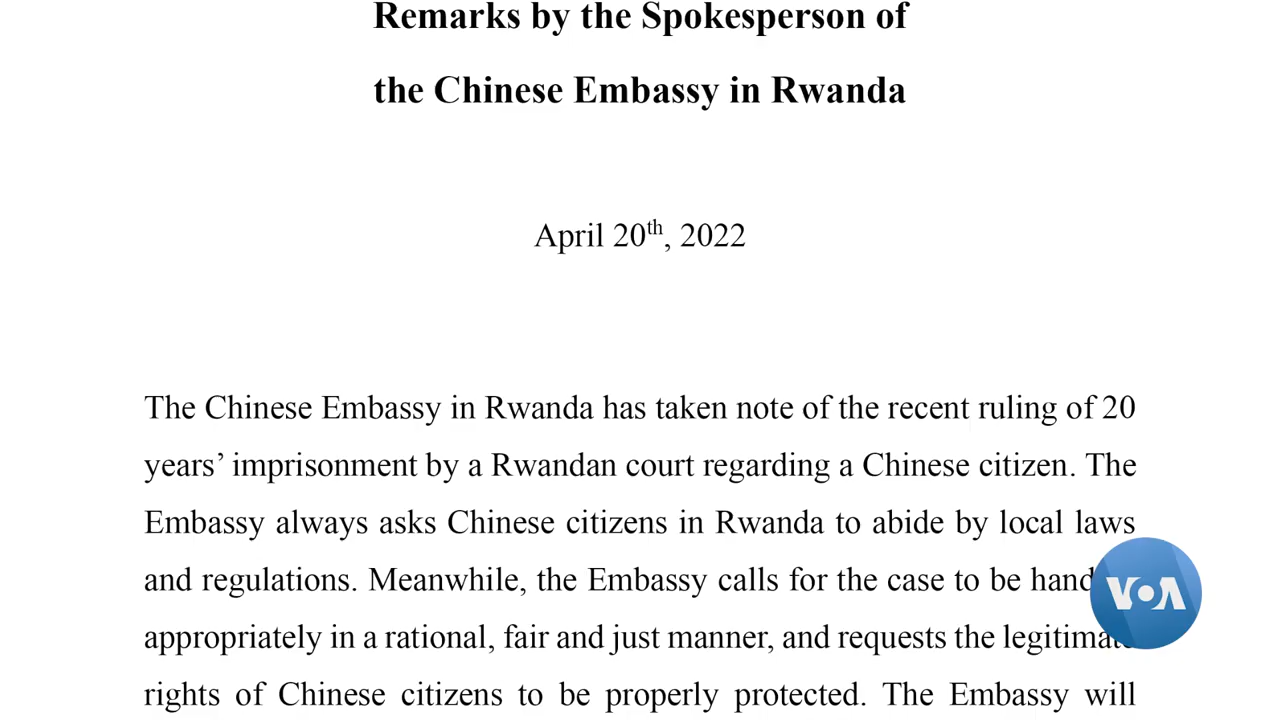 Remarks by the Spokesperson of
the Chinese Embassy in Rwanda
April 20th, 2022
The Chinese Embassy in Rwanda has taken note of the recent ruling of 20
years’ imprisonment by a Rwandan court regarding a Chinese citizen. The
Embassy always asks Chinese citizens in Rwanda to abide by local laws
and regulations. Meanwhile, the Embassy calls for the case to be
appropriately in a rational, fair and just manner, and requests the legitimate
rights of Chinese citizens to be properly protected. The Embassy will
VOA